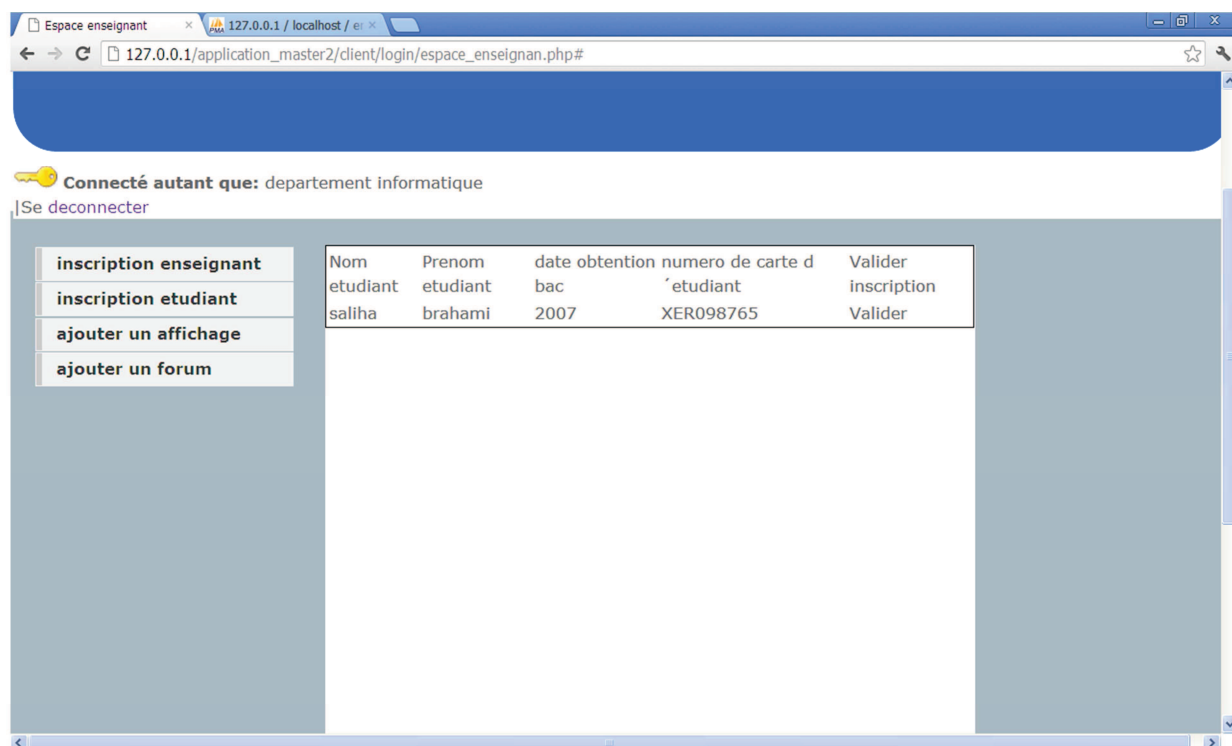 Espace enseignant
127.0.0.1 / localhost / er
127.0.0.1/application_master2/client/login/espace_enseignan.php#
Connecté autant que: departement informatique
|Se deconnecter
inscription enseignant
inscription etudiant
ajouter un affichage
ajouter un forum
Nom Prenom date obtention numero de carte d Valider
etudiant etudiant bac ´etudiant inscription
saliha brahami 2007 XER098765 Valider